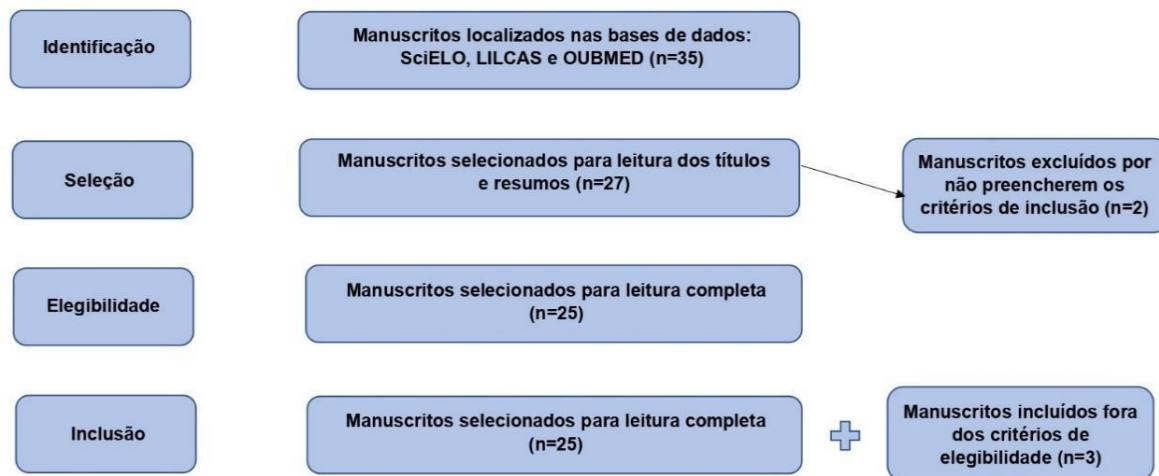 Identificação
Manuscritos localizados nas bases de dados:
SciELO, LILCAS e OUBMED (n=35)
Seleção
Manuscritos selecionados para leitura dos títulos
e resumos (n=27)
Manuscritos excluídos por
não preencherem os
critérios de inclusão (n=2)
Elegibilidade
Manuscritos selecionados para leitura completa
(n=25)
Inclusão
Manuscritos selecionados para leitura completa
(n=25)
Manuscritos incluídos fora
dos critérios de
elegibilidade (n=3)